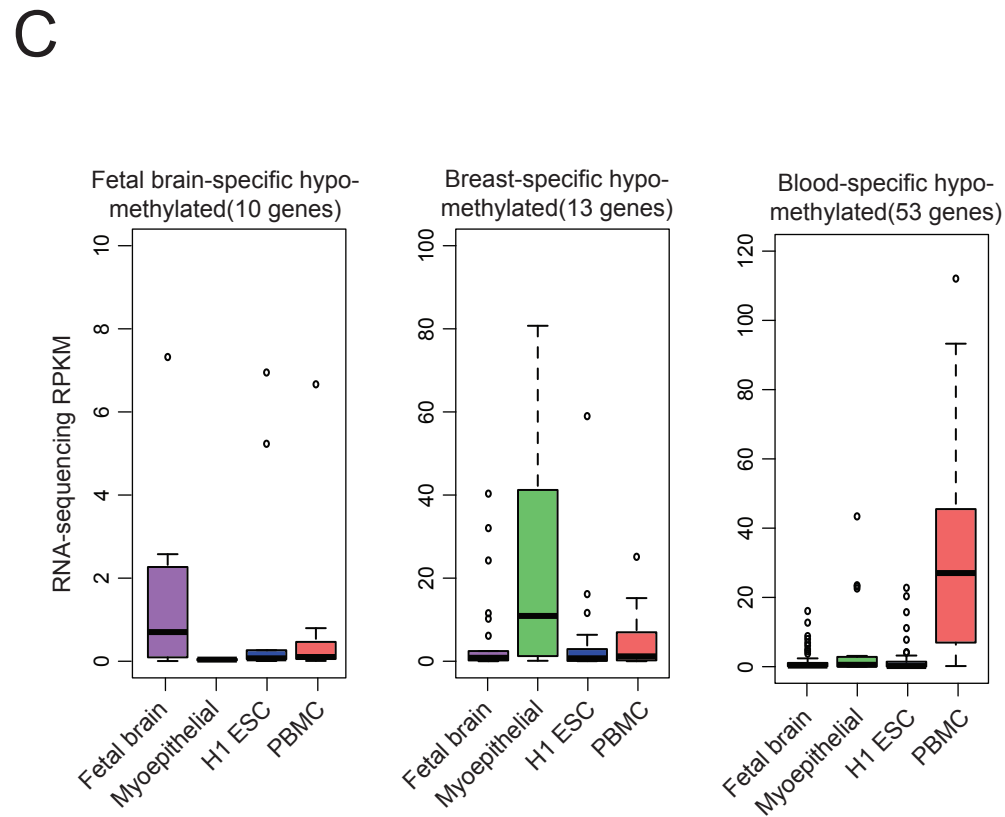 C
Fetal brain-specific hypo-
methylated(10 genes)
Breast-specific hypo-
methylated(13 genes)
Blood-specific hypo-
methylated(53 genes)
RNA-sequencing RPKM
10
8
6
4
2
0
100
80
60
40
20
0
120
100
80
60
40
20
0
Fetal brain
Myoepithelial
H1 ESC
PBMC
Fetal brain
Myoepithelial
H1 ESC
PBMC
Fetal brain
Myoepithelial
H1 ESC
PBMC